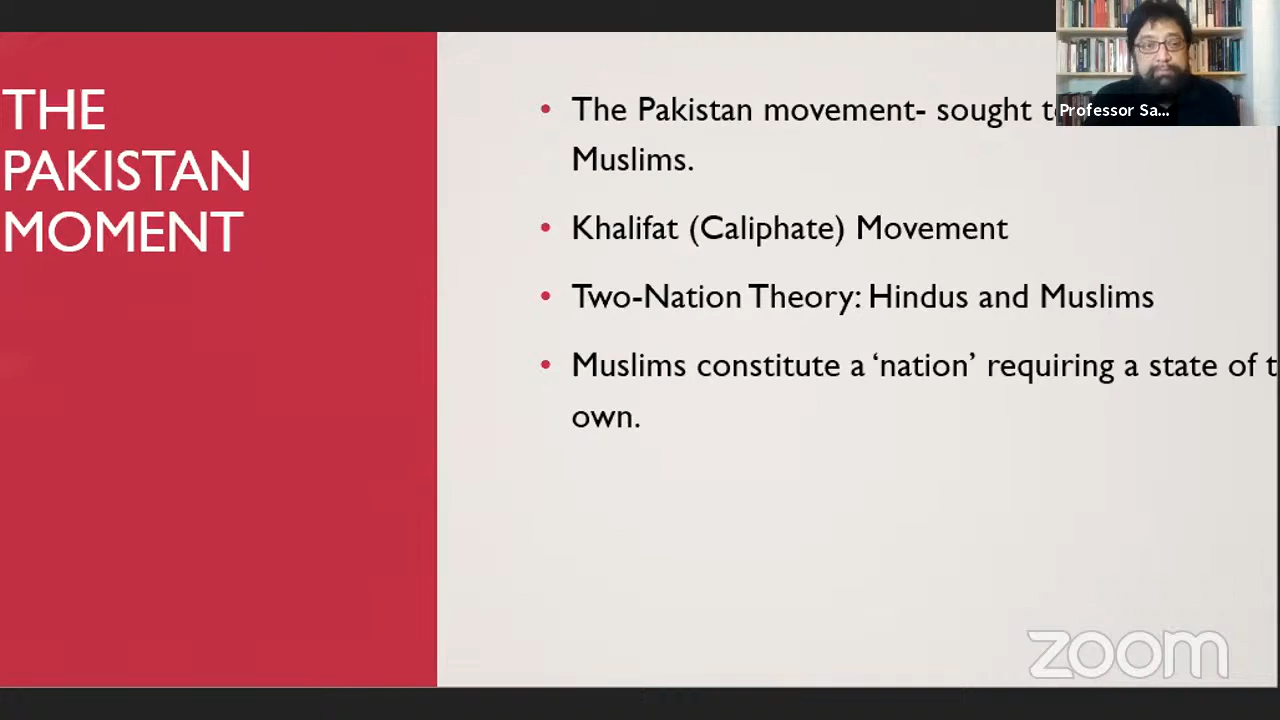 THE
PAKISTAN
MOMENT
• The Pakistan movement- sought
Muslims.
• Khalifat (Caliphate) Movement
• Two-Nation Theory: Hindus and Muslims
• Muslims constitute a ‘nation’ requiring a state of
own.
Professor Sa...
zoom